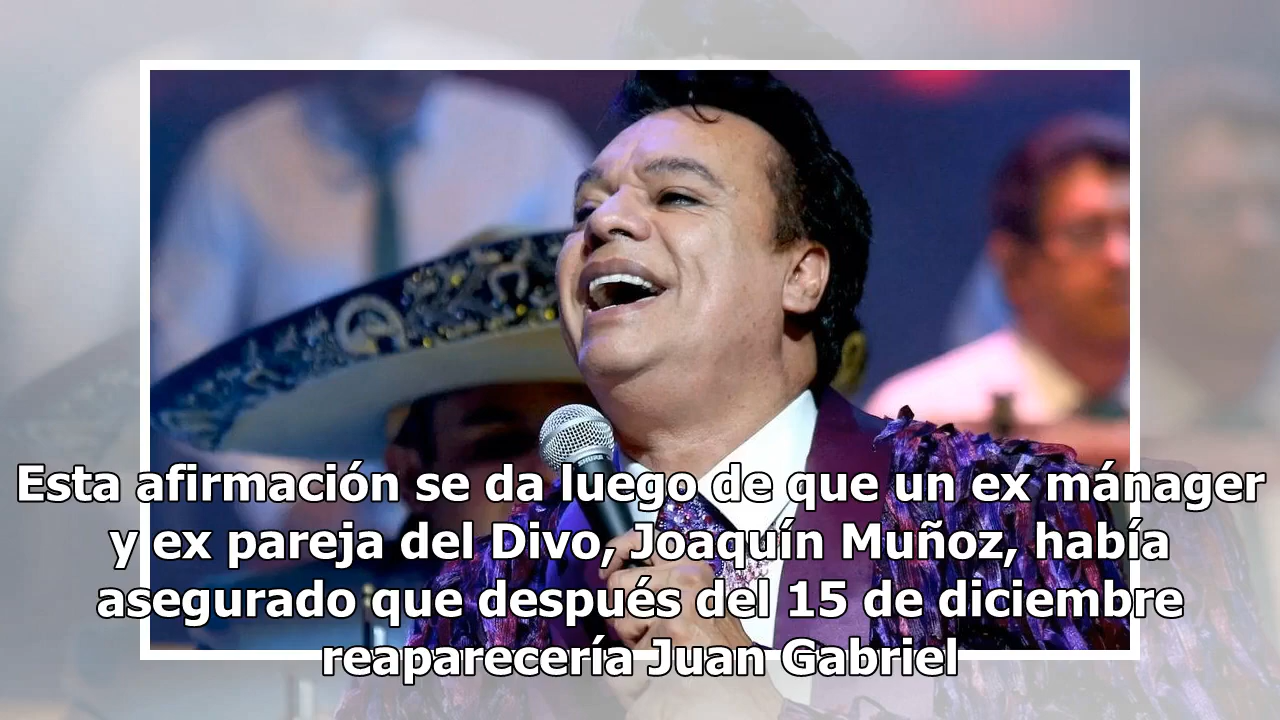 Esta afirmación se da luego de que un ex mánager
y ex pareja del Divo, Joaquín Muñoz, había
asegurado que después del 15 de diciembre
reaparecería Juan Gabriel